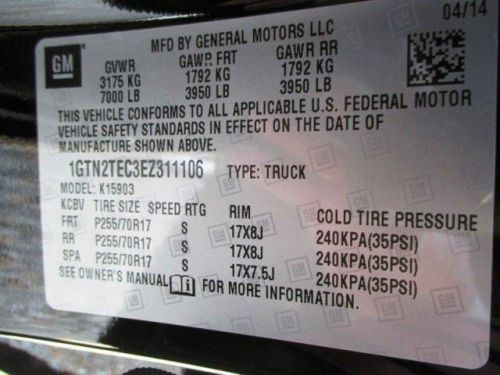 04/14
GM
MFD BY GENERAL MOTORS LLC
GVWR GAWR FRT GAWR RR
3175 KG 1792 KG 1792 KG
7000 LB 3950 LB 3950 LB
THIS VEHICLE CONFORMS TO ALL APPLICABLE U.S. FEDERAL MOTOR
VEHICLE SAFETY STANDARDS IN EFFECT ON THE DATE OF
MANUFACTURE SHOWN ABOVE.
1GTN2TEC3EZ311106 TYPE: TRUCK
MODEL: K15903
KCBV TIRE SIZE SPEED RTG RIM COLD TIRE PRESSURE
FRT P255/70R17 S 17X8J 240KPA(35PSI)
RR P255/70R17 S 17X8J 240KPA(35PSI)
SPA P255/70R17 S 17X7.5J 240KPA(35PSI)
SEE OWNER'S MANUAL FOR MORE INFORMATION.